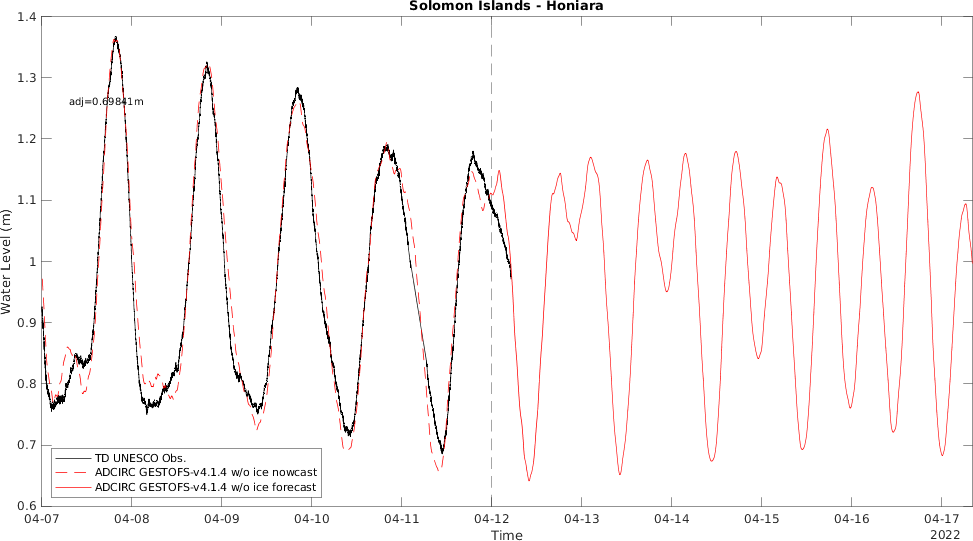 Solomon Islands - Honiara
1.4
1.3
1.2
1.1
1
0.9
0.8
0.7
0.6
Water Level (m)
adj=0.69841m
TD UNESCO Obs.
ADCIRC GESTOFS-v4.1.4 w/o ice nowcast
ADCIRC GESTOFS-v4.1.4 w/o ice forecast
04-07 04-08 04-09 04-10 04-11 04-12 04-13 04-14 04-15 04-16 04-17
2022
Time